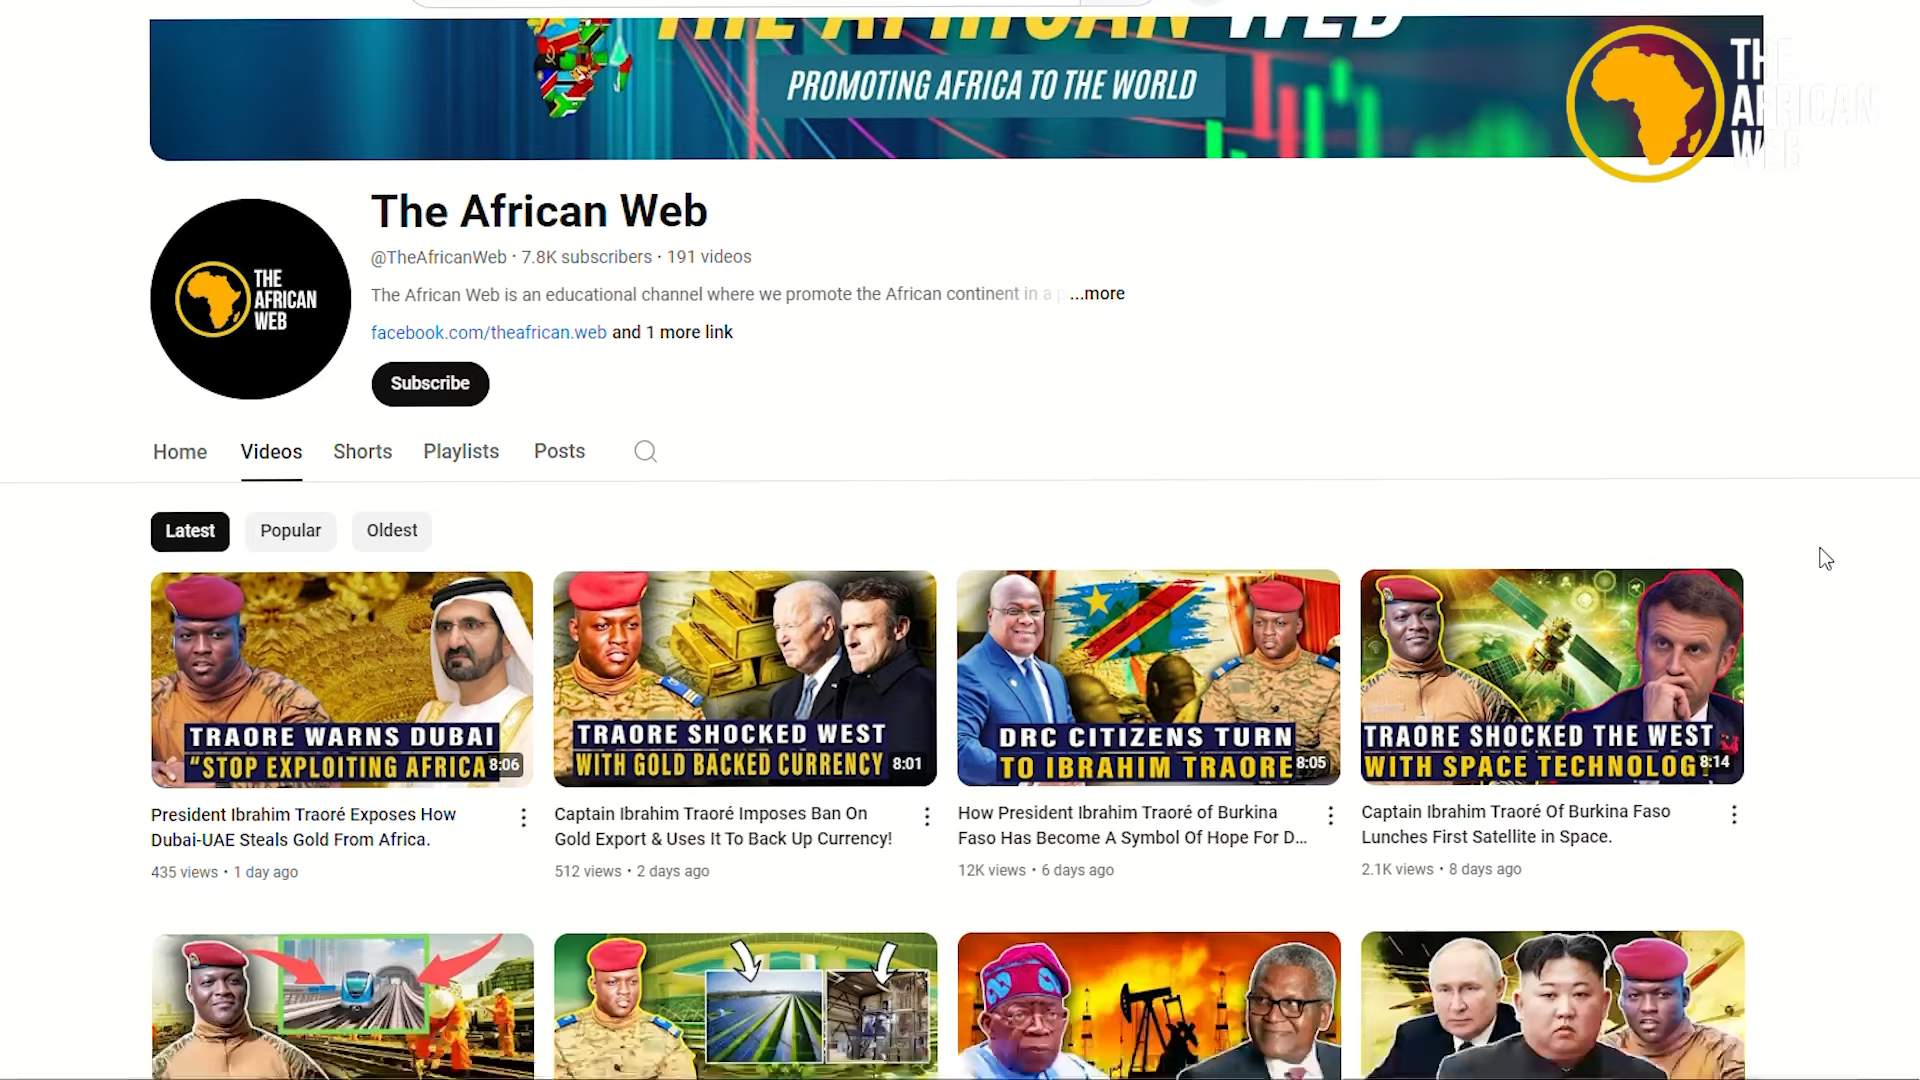 THE AFRICAN WEB
PROMOTING AFRICA TO THE WORLD
THE
AFRICAN
WEB
THE
AFRICAN
WEB
The African Web
@TheAfricanWeb · 7.8K subscribers · 191 videos
The African Web is an educational channel where we promote the African continent in a p ...more
facebook.com/theafrican.web and 1 more link
Subscribe
Home Videos Shorts Playlists Posts
Latest Popular Oldest
TRAORE WARNS DUBAI
"STOP EXPLOITING AFRICA
8:06
TRAORE SHOCKED WEST
WITH GOLD BACKED CURRENCY
8:01
DRC CITIZENS TURN
TO IBRAHIM TRAORE
8:05
TRAORE SHOCKED THE WEST
WITH SPACE TECHNOLOGY
8:14
President Ibrahim Traoré Exposes How
Dubai-UAE Steals Gold From Africa.
435 views · 1 day ago
Captain Ibrahim Traoré Imposes Ban On
Gold Export & Uses It To Back Up Currency!
512 views · 2 days ago
How President Ibrahim Traoré of Burkina
Faso Has Become A Symbol Of Hope For D...
12K views · 6 days ago
Captain Ibrahim Traoré Of Burkina Faso
Lunches First Satellite in Space.
2.1K views · 8 days ago